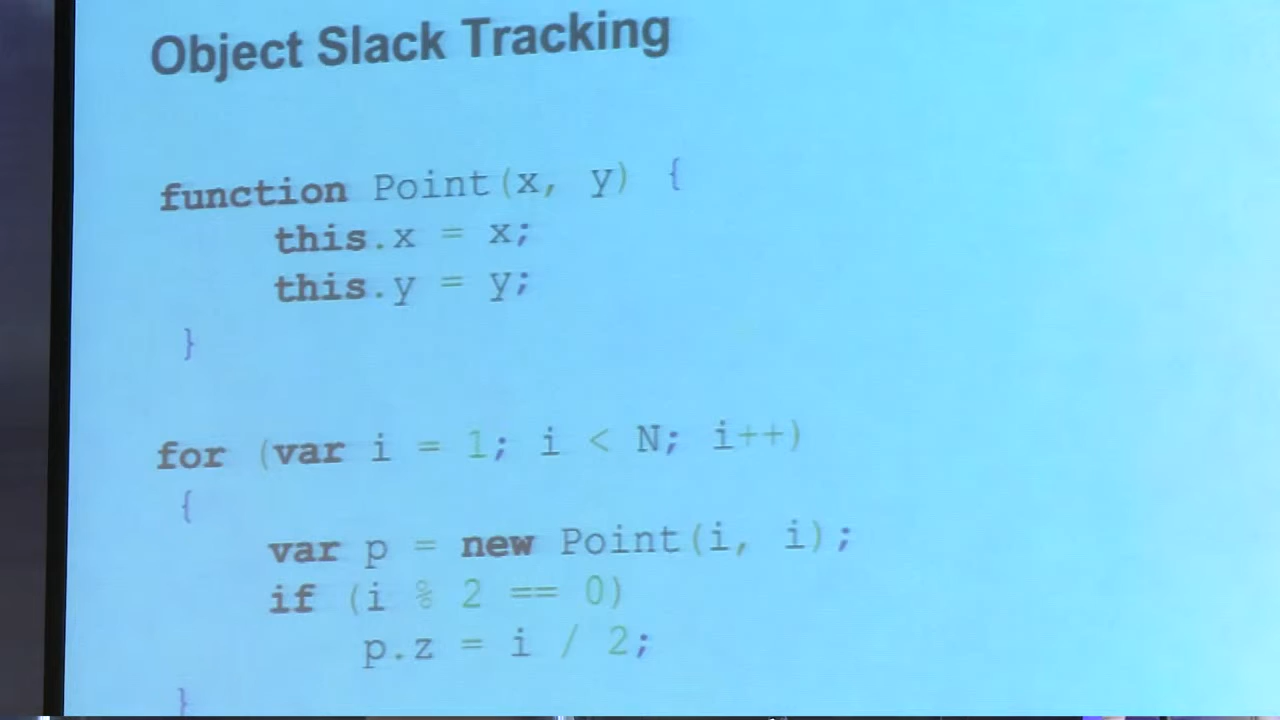 Object Slack Tracking
function Point(x, y) {
this.x = x;
this.y = y;
}
for (var i = 1; i < N; i++)
{
var p = new Point(i, i);
if (i % 2 == 0)
p.z = i / 2;
}